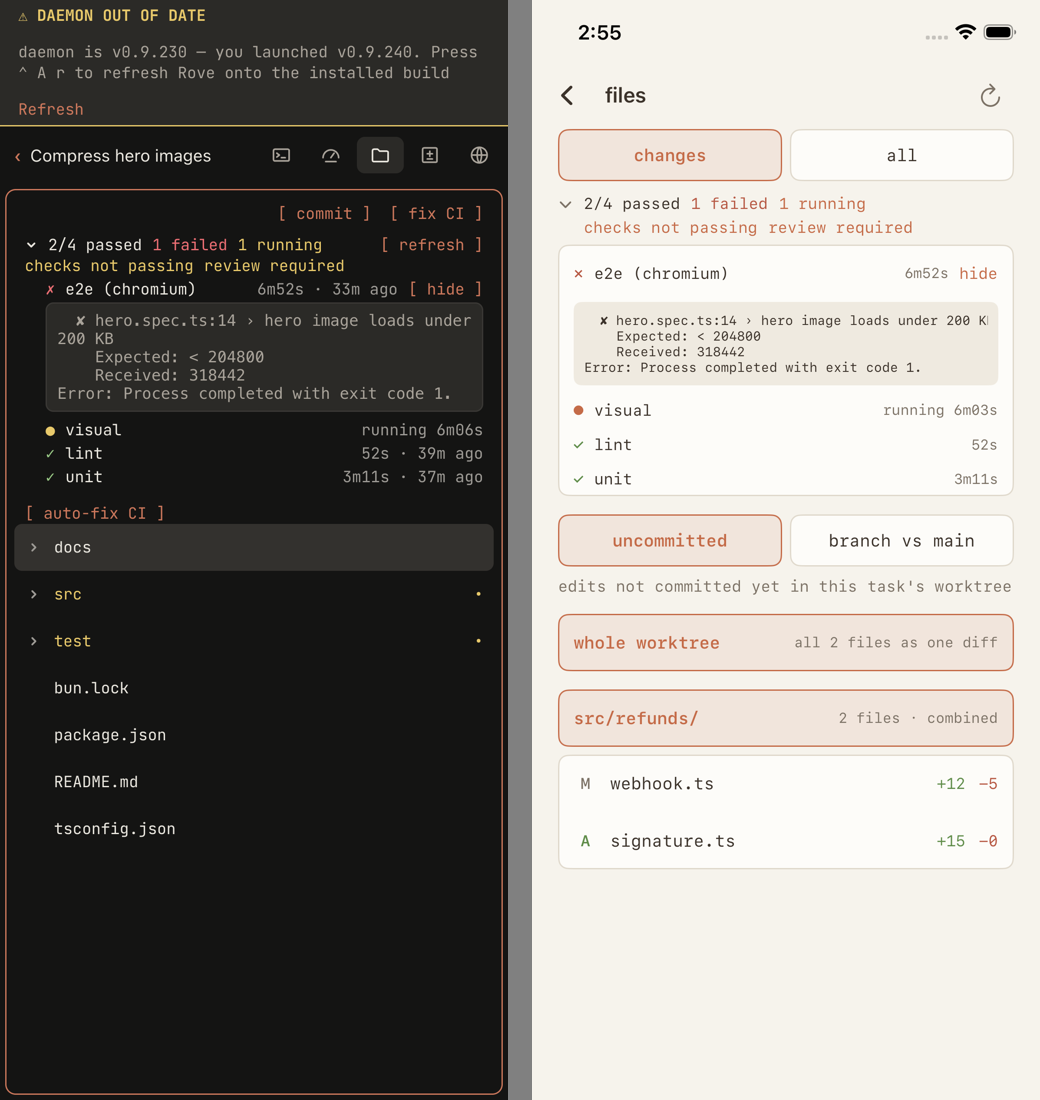 ⚠ DAEMON OUT OF DATE
daemon is v0.9.230 — you launched v0.9.240. Press
^ A r to refresh Rove onto the installed build
Refresh
‹ Compress hero images
[ commit ] [ fix CI ]
2/4 passed 1 failed 1 running [ refresh ]
checks not passing review required
✗ e2e (chromium) 6m52s · 33m ago [ hide ]
✘ hero.spec.ts:14 › hero image loads under
200 KB
Expected: < 204800
Received: 318442
Error: Process completed with exit code 1.
● visual running 6m06s
✓ lint 52s · 39m ago
✓ unit 3m11s · 37m ago
[ auto-fix CI ]
› docs
› src •
› test •
bun.lock
package.json
README.md
tsconfig.json
2:55
files
changes all
2/4 passed 1 failed 1 running
checks not passing review required
× e2e (chromium) 6m52s hide
✘ hero.spec.ts:14 › hero image loads under 200
Expected: < 204800
Received: 318442
Error: Process completed with exit code 1.
● visual running 6m03s
✓ lint 52s
✓ unit 3m11s
uncommitted branch vs main
edits not committed yet in this task's worktree
whole worktree all 2 files as one diff
src/refunds/ 2 files · combined
M webhook.ts +12 −5
A signature.ts +15 −0